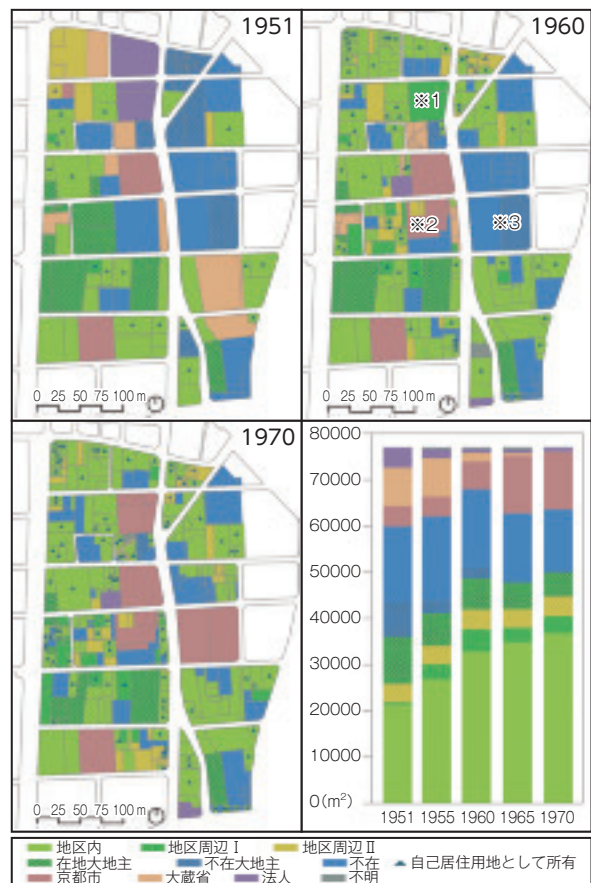 1951
0 25 50 75 100 m
1960
※1
※2
※3
0 25 50 75 100 m
1970
0 25 50 75 100 m
80000
70000
60000
50000
40000
30000
20000
10000
0(m²)
1951 1955 1960 1965 1970
地区内 地区周辺Ⅰ 地区周辺Ⅱ
在地大地主 不在大地主 不在 自己居住用地として所有
京都市 大蔵省 法人 不明